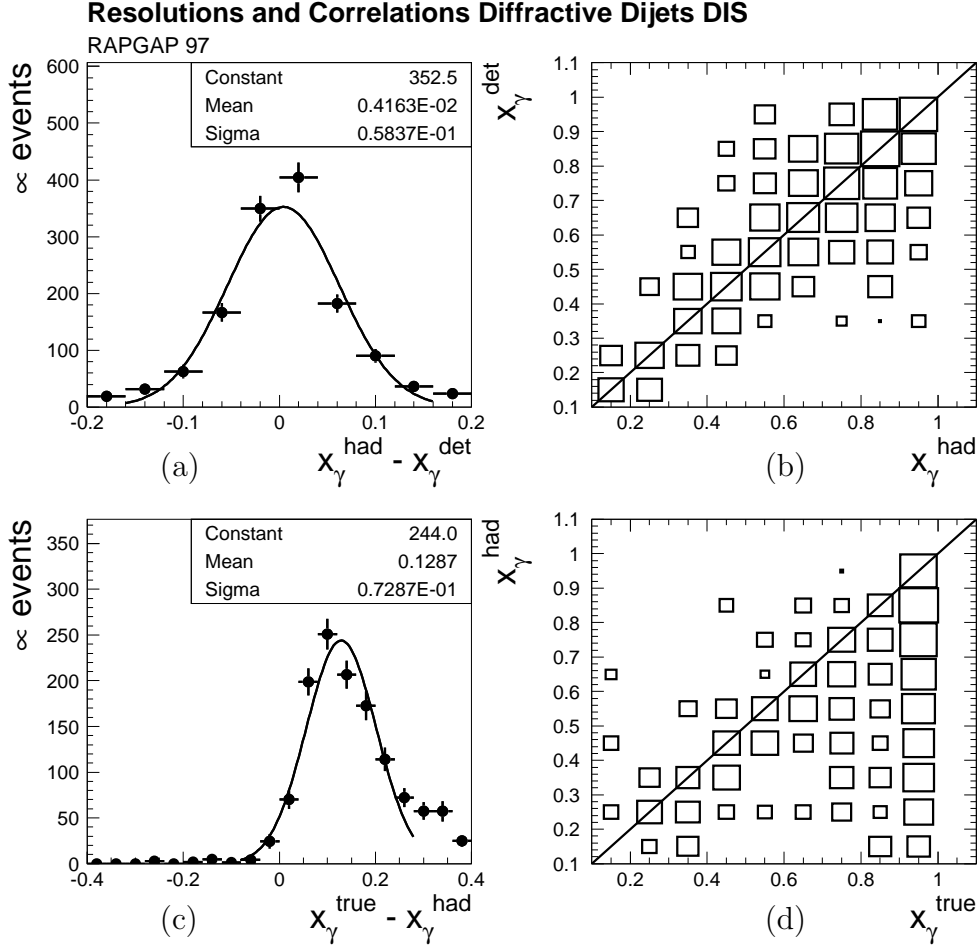 Resolutions and Correlations Diffractive Dijets DIS
RAPGAP 97
∝ events
600
500
400
300
200
100
0
Constant 352.5
Mean 0.4163E-02
Sigma 0.5837E-01
-0.2 -0.1 0 0.1 0.2
(a) x_γ^had - x_γ^det
x_γ^det
1.1
1
0.9
0.8
0.7
0.6
0.5
0.4
0.3
0.2
0.1
0.2 0.4 0.6 0.8 1
(b) x_γ^had
∝ events
350
300
250
200
150
100
50
0
Constant 244.0
Mean 0.1287
Sigma 0.7287E-01
-0.4 -0.2 0 0.2 0.4
(c) x_γ^true - x_γ^had
x_γ^had
1.1
1
0.9
0.8
0.7
0.6
0.5
0.4
0.3
0.2
0.1
0.2 0.4 0.6 0.8 1
(d) x_γ^true